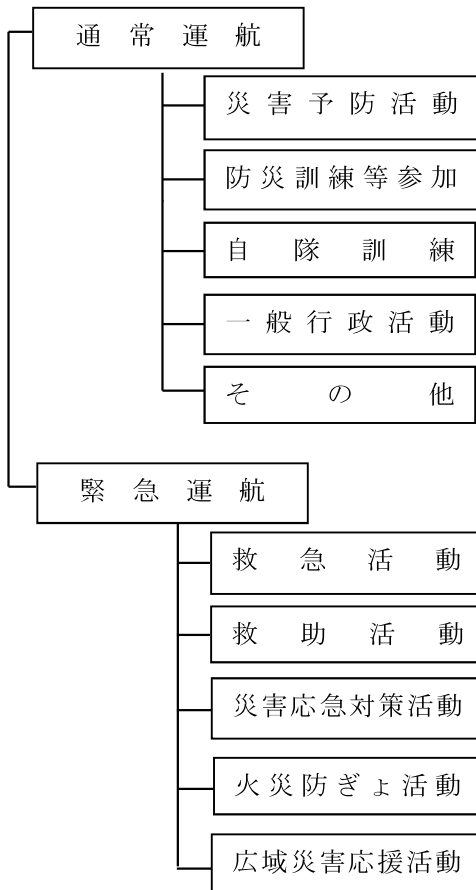 通常運航
災害予防活動
防災訓練等参加
自隊訓練
一般行政活動
その他
緊急運航
救急活動
救助活動
災害応急対策活動
火災防ぎょ活動
広域災害応援活動